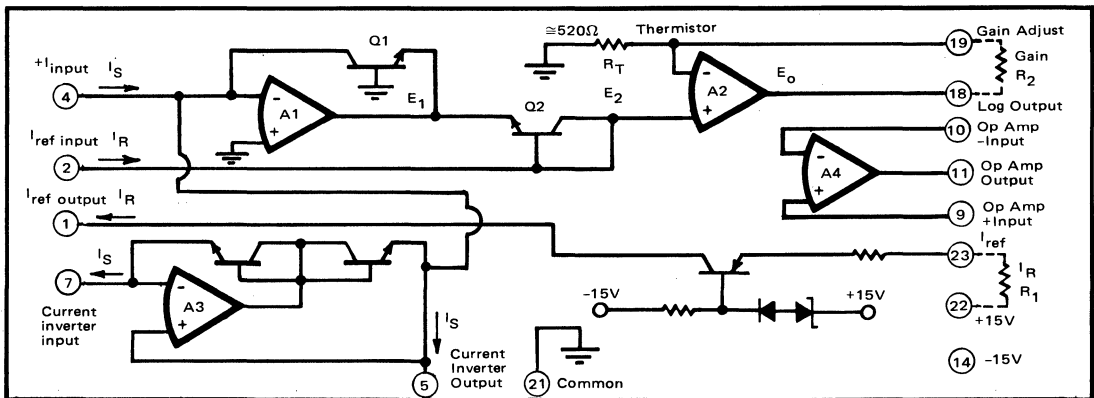 ≅520Ω Thermistor
19 Gain Adjust
+Iinput IS
Q1
RT
Gain
R2
4
-
A1
+
E1
Q2
E2
-
A2
+
Eo
18
Log Output
Iref input IR
10 Op Amp
-Input
2
-
A4
+
11 Op Amp
Output
Iref output IR
9 Op Amp
+Input
1
Iref
23
IS
7
-
A3
+
IR
R1
-15V
+15V
22
+15V
Current
inverter
input
IS
Current
Inverter
Output
5
21 Common
14 -15V